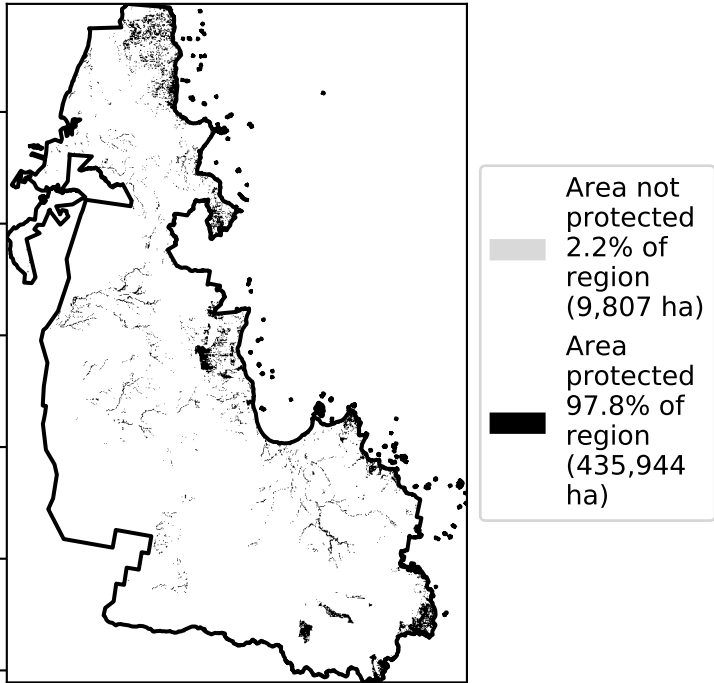 Area not
protected
2.2% of
region
(9,807 ha)
Area
protected
97.8% of
region
(435,944
ha)